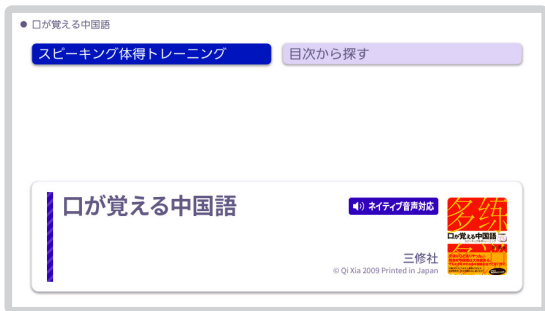 口が覚える中国語
スピーキング体得トレーニング
目次から探す
口が覚える中国語
ネイティブ音声対応
三修社
© Qi Xia 2009 Printed in Japan
多练
口が覚える中国語